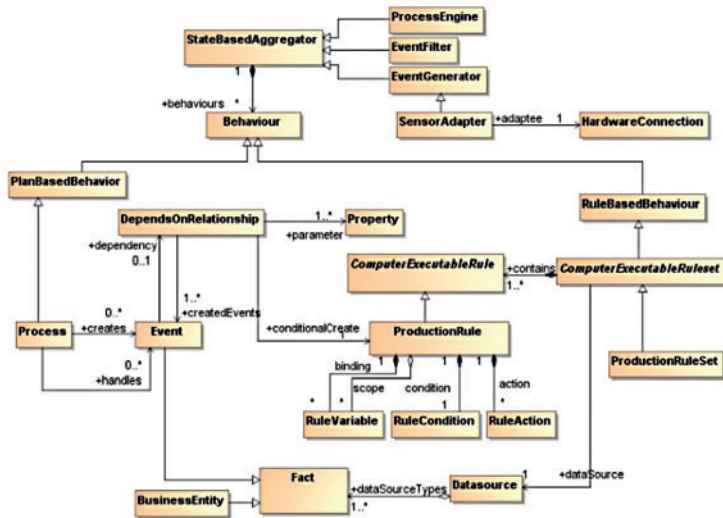 ProcessEngine
StateBasedAggregator
EventFilter
1
EventGenerator
+behaviours *
+adaptee 1
SensorAdapter
HardwareConnection
Behaviour
PlanBasedBehavior
RuleBasedBehaviour
DependsOnRelationship
1..*
Property
+parameter
+dependency
0..1
ComputerExecutableRule
+contains
1..*
ComputerExecutableRuleset
1..*
+createdEvents
0..*
Process
+creates
Event
+conditionalCreate
1
ProductionRule
0..*
+handles
1 1 1 1
binding
scope
condition
action
ProductionRuleSet
* * 1 *
RuleVariable
RuleCondition
RuleAction
Fact
+dataSourceTypes
1..*
Datasource
1
+dataSource
BusinessEntity